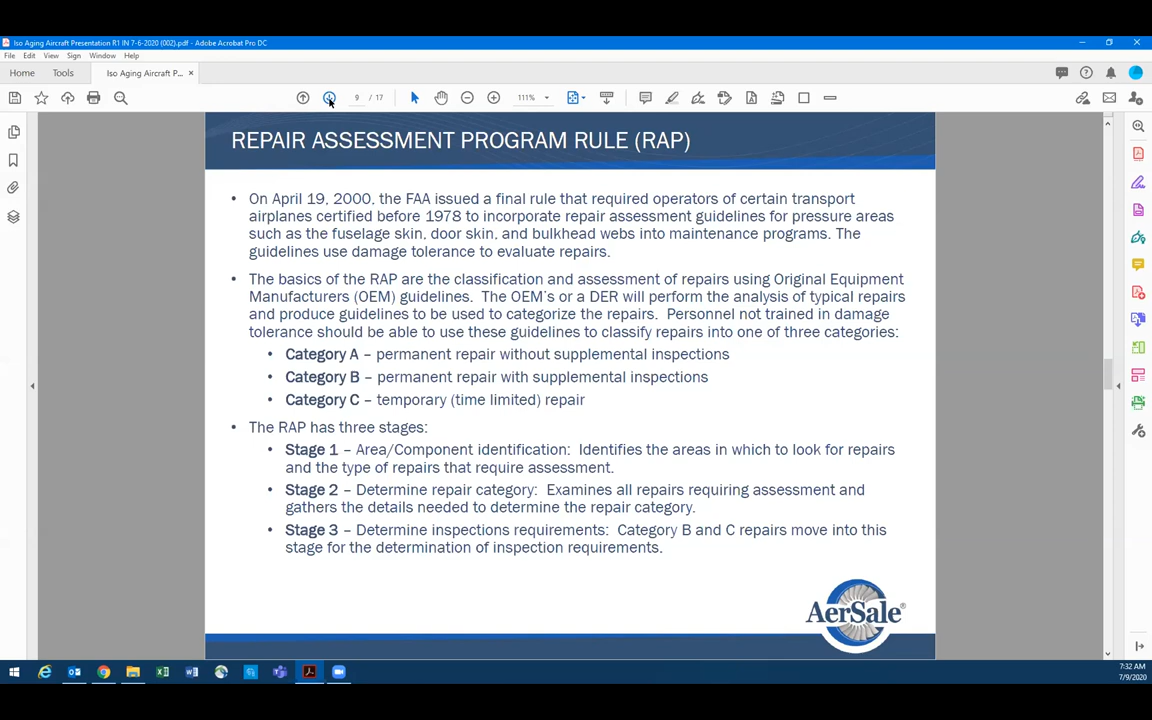 Iso Aging Aircraft Presentation R1 IN 7-6-2020 (002).pdf - Adobe Acrobat Pro DC
File Edit View Sign Window Help
Home Tools Iso Aging Aircraft P... ×
9 / 17 111%
REPAIR ASSESSMENT PROGRAM RULE (RAP)
• On April 19, 2000, the FAA issued a final rule that required operators of certain transport
airplanes certified before 1978 to incorporate repair assessment guidelines for pressure areas
such as the fuselage skin, door skin, and bulkhead webs into maintenance programs. The
guidelines use damage tolerance to evaluate repairs.
• The basics of the RAP are the classification and assessment of repairs using Original Equipment
Manufacturers (OEM) guidelines. The OEM's or a DER will perform the analysis of typical repairs
and produce guidelines to be used to categorize the repairs. Personnel not trained in damage
tolerance should be able to use these guidelines to classify repairs into one of three categories:
• Category A – permanent repair without supplemental inspections
• Category B – permanent repair with supplemental inspections
• Category C – temporary (time limited) repair
• The RAP has three stages:
• Stage 1 – Area/Component identification: Identifies the areas in which to look for repairs
and the type of repairs that require assessment.
• Stage 2 – Determine repair category: Examines all repairs requiring assessment and
gathers the details needed to determine the repair category.
• Stage 3 – Determine inspections requirements: Category B and C repairs move into this
stage for the determination of inspection requirements.
AerSale®
7:32 AM
7/9/2020